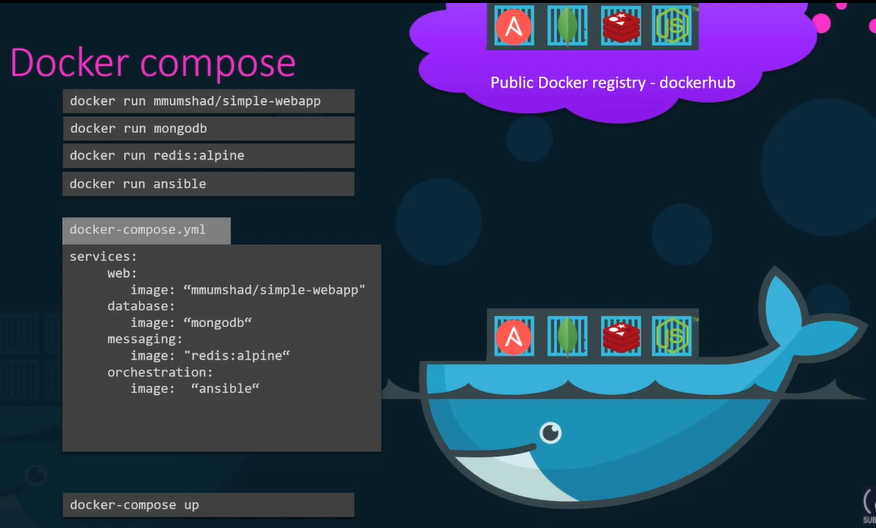 Docker compose
docker run mmumshad/simple-webapp
docker run mongodb
docker run redis:alpine
docker run ansible
docker-compose.yml
services:
web:
image: “mmumshad/simple-webapp"
database:
image: “mongodb“
messaging:
image: "redis:alpine“
orchestration:
image: “ansible“
docker-compose up
Public Docker registry - dockerhub